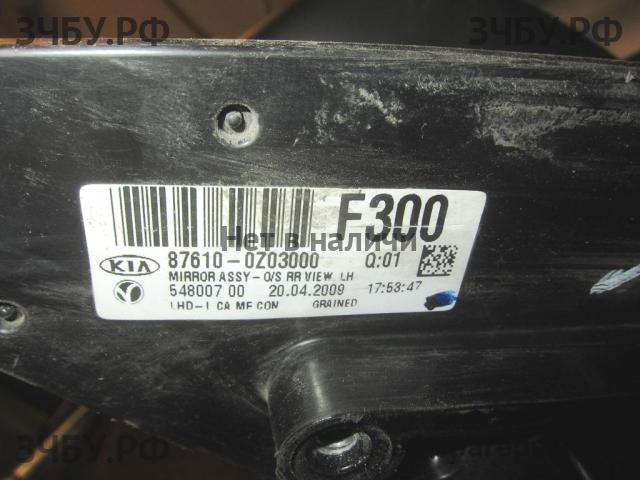 ЗЧБУ.РФ ЗЧБУ.РФ
F300
Нет в наличии
87610-0Z03000 Q:01
KIA
MIRROR ASSY-O/S RR VIEW, LH
548007 00 20.04.2009 17:53:47
LHD-L CA MF CON GRAINED
ЗЧБУ.РФ